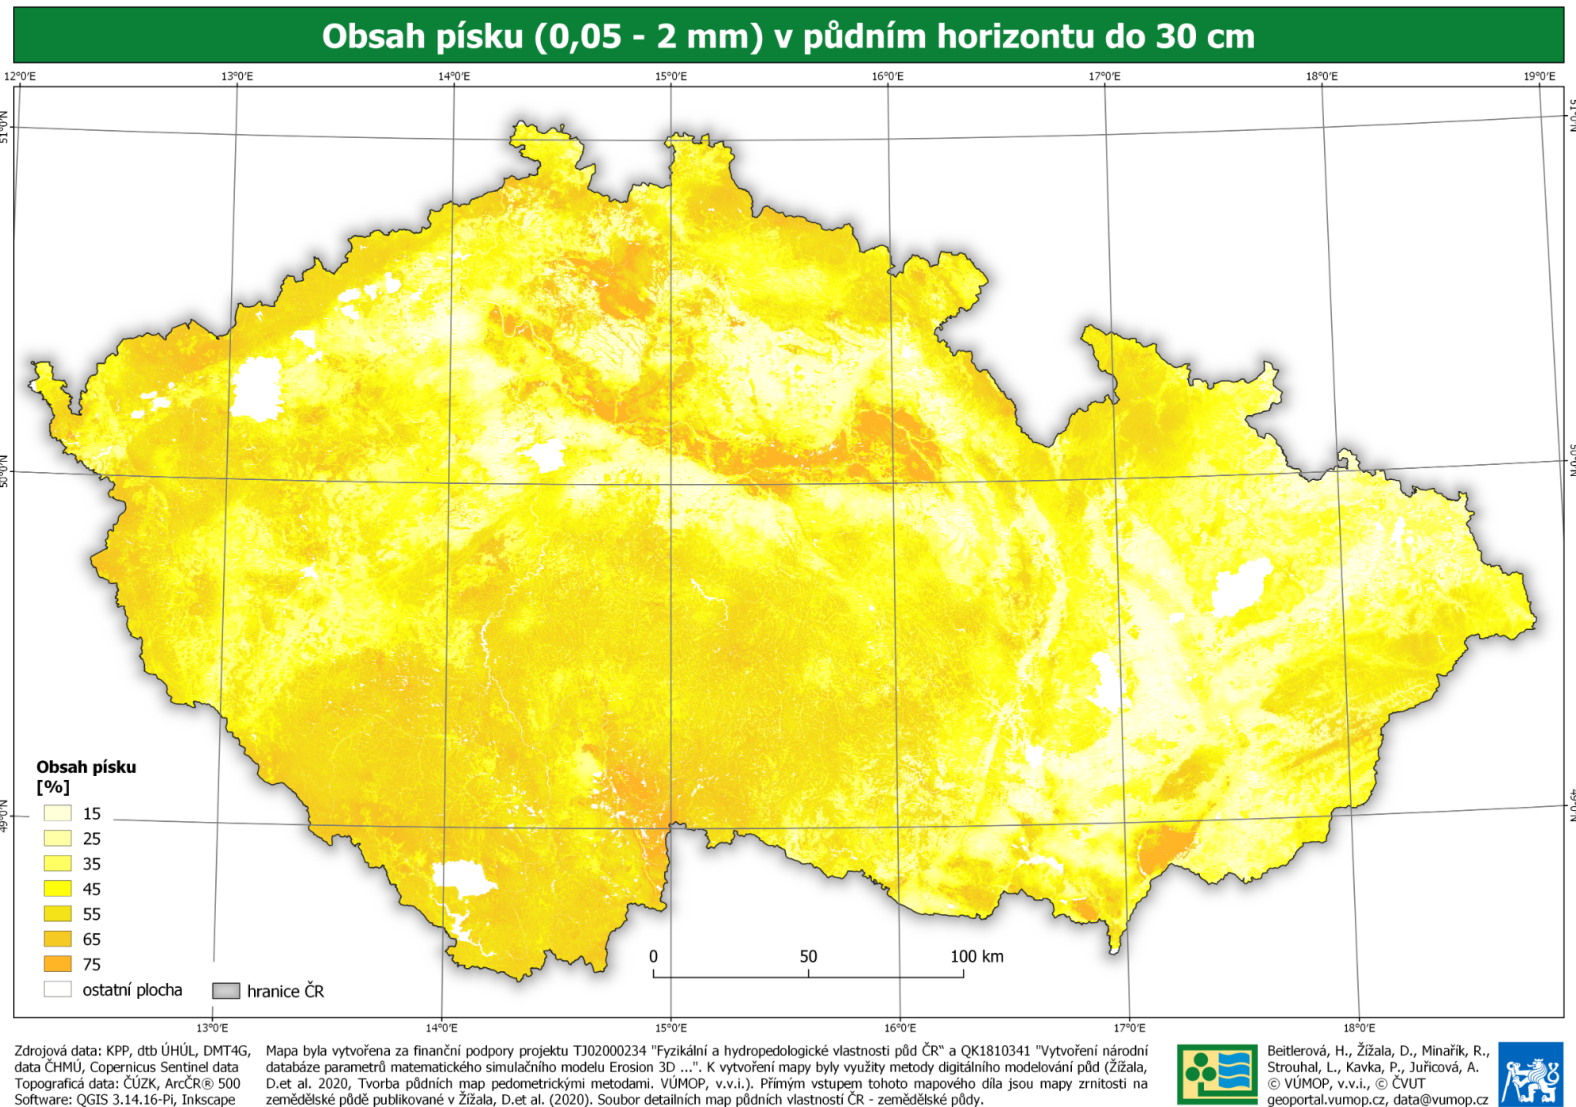 Obsah písku (0,05 - 2 mm) v půdním horizontu do 30 cm
12°0'E 13°0'E 14°0'E 15°0'E 16°0'E 17°0'E 18°0'E 19°0'E
51°0'N
51°0'N
50°0'N
50°0'N
49°0'N
49°0'N
Obsah písku
[%]
15
25
35
45
55
65
75
ostatní plocha
hranice ČR
0 50 100 km
13°0'E 14°0'E 15°0'E 16°0'E 17°0'E 18°0'E
Zdrojová data: KPP, dtb ÚHÚL, DMT4G,
data ČHMÚ, Copernicus Sentinel data
Topografická data: ČÚZK, ArcČR® 500
Software: QGIS 3.14.16-Pi, Inkscape
Mapa byla vytvořena za finanční podpory projektu TJ02000234 "Fyzikální a hydropedologické vlastnosti půd ČR" a QK1810341 "Vytvoření národní
databáze parametrů matematického simulačního modelu Erosion 3D ...". K vytvoření mapy byly využity metody digitálního modelování půd (Žížala,
D.et al. 2020, Tvorba půdních map pedometrickými metodami. VÚMOP, v.v.i.). Přímým vstupem tohoto mapového díla jsou mapy zrnitosti na
zemědělské půdě publikované v Žížala, D.et al. (2020). Soubor detailních map půdních vlastností ČR - zemědělské půdy.
Beitlerová, H., Žížala, D., Minařík, R.,
Strouhal, L., Kavka, P., Juřicová, A.
© VÚMOP, v.v.i., © ČVUT
geoportal.vumop.cz, data@vumop.cz